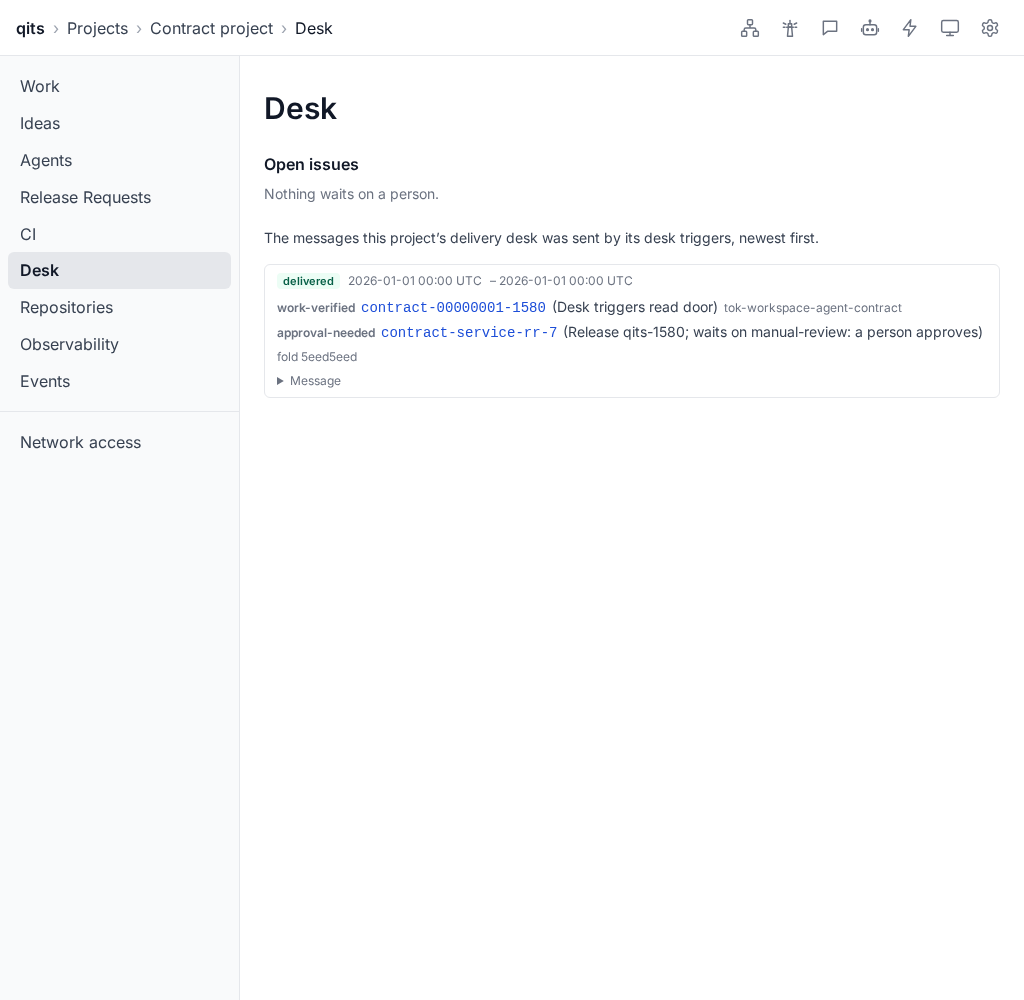 qits › Projects › Contract project › Desk
Work
Ideas
Agents
Release Requests
CI
Desk
Repositories
Observability
Events
Network access
Desk
Open issues
Nothing waits on a person.
The messages this project’s delivery desk was sent by its desk triggers, newest first.
delivered 2026-01-01 00:00 UTC – 2026-01-01 00:00 UTC
work-verified contract-00000001-1580 (Desk triggers read door) tok-workspace-agent-contract
approval-needed contract-service-rr-7 (Release qits-1580; waits on manual-review: a person approves)
fold 5eed5eed
Message